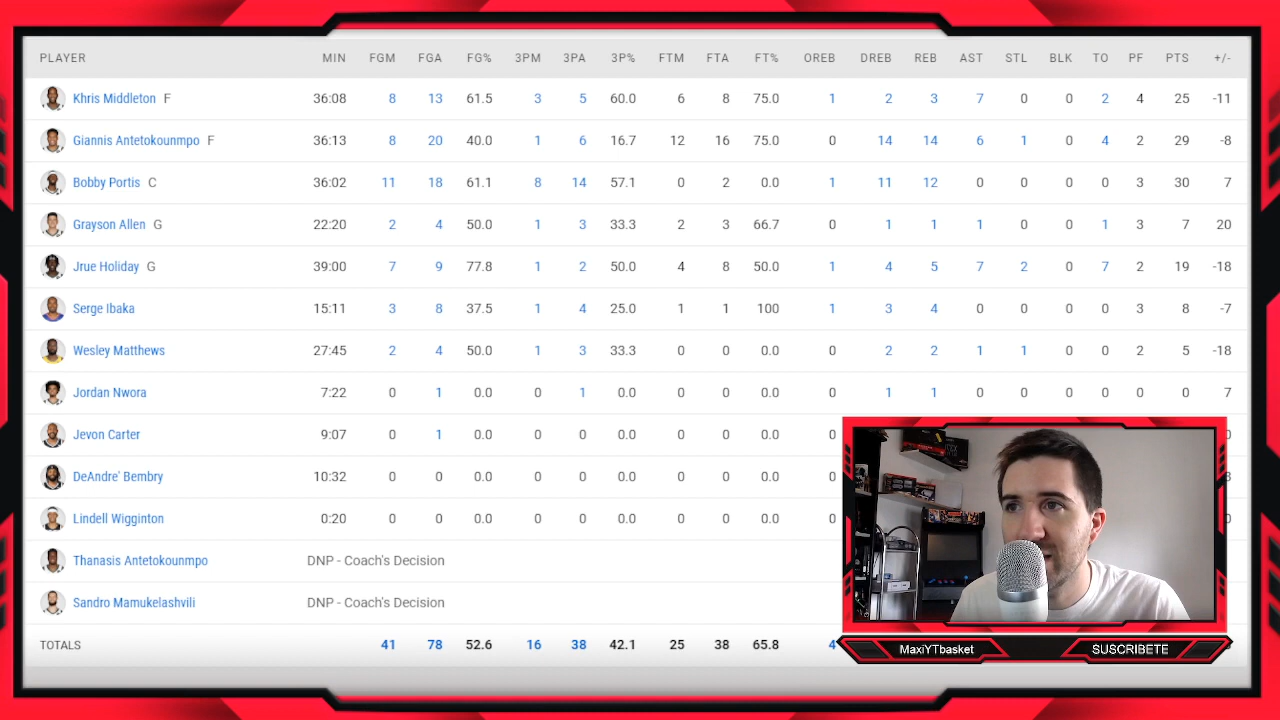 PLAYER MIN FGM FGA FG% 3PM 3PA 3P% FTM FTA FT% OREB DREB REB AST STL BLK TO PF PTS +/-
Khris Middleton F 36:08 8 13 61.5 3 5 60.0 6 8 75.0 1 2 3 7 0 0 2 4 25 -11
Giannis Antetokounmpo F 36:13 8 20 40.0 1 6 16.7 12 16 75.0 0 14 14 6 1 0 4 2 29 -8
Bobby Portis C 36:02 11 18 61.1 8 14 57.1 0 2 0.0 1 11 12 0 0 0 0 3 30 7
Grayson Allen G 22:20 2 4 50.0 1 3 33.3 2 3 66.7 0 1 1 1 0 0 1 3 7 20
Jrue Holiday G 39:00 7 9 77.8 1 2 50.0 4 8 50.0 1 4 5 7 2 0 7 2 19 -18
Serge Ibaka 15:11 3 8 37.5 1 4 25.0 1 1 100 1 3 4 0 0 0 0 3 8 -7
Wesley Matthews 27:45 2 4 50.0 1 3 33.3 0 0 0.0 0 2 2 1 1 0 0 2 5 -18
Jordan Nwora 7:22 0 1 0.0 0 1 0.0 0 0 0.0 0 1 1 0 0 0 0 0 0 7
Jevon Carter 9:07 0 1 0.0 0 0 0.0 0 0 0.0 0
DeAndre' Bembry 10:32 0 0 0.0 0 0 0.0 0 0 0.0 0
Lindell Wigginton 0:20 0 0 0.0 0 0 0.0 0 0 0.0 0
Thanasis Antetokounmpo DNP - Coach's Decision
Sandro Mamukelashvili DNP - Coach's Decision
TOTALS 41 78 52.6 16 38 42.1 25 38 65.8 4
MaxiYTbasket SUSCRIBETE